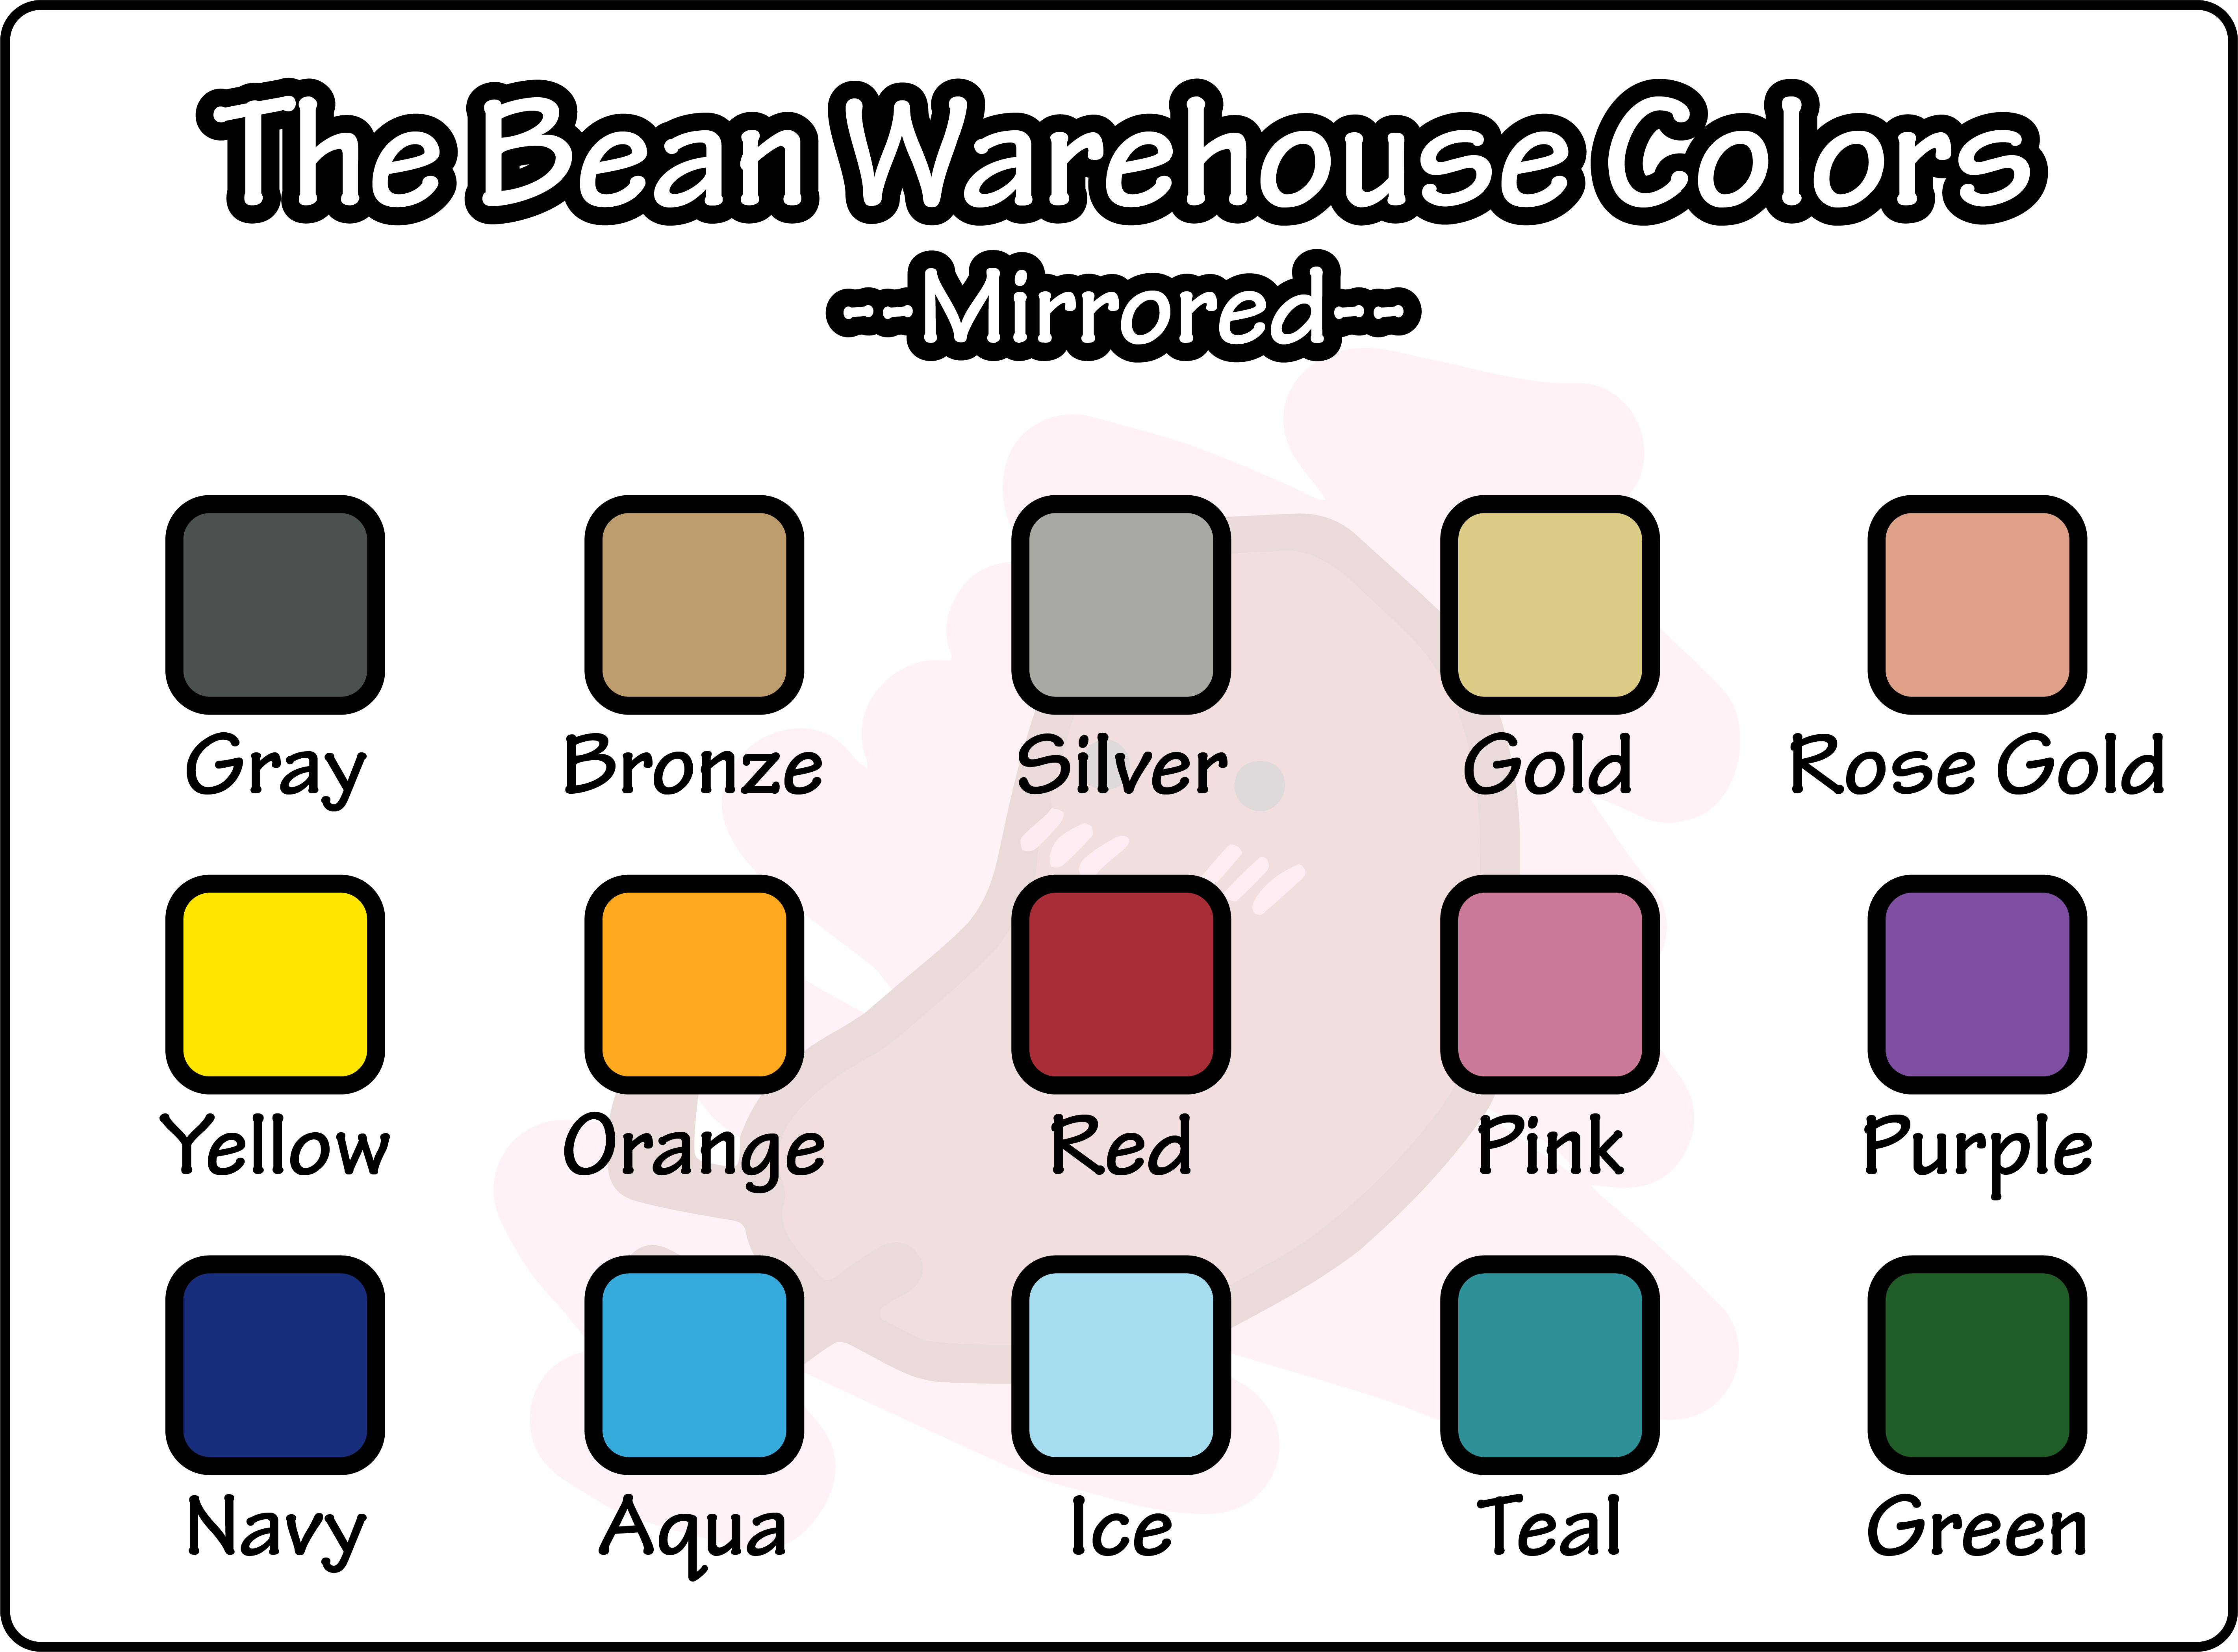 The Bean Warehouse Colors
--Mirrored--
Gray Bronze Silver Gold Rose Gold
Yellow Orange Red Pink Purple
Navy Aqua Ice Teal Green